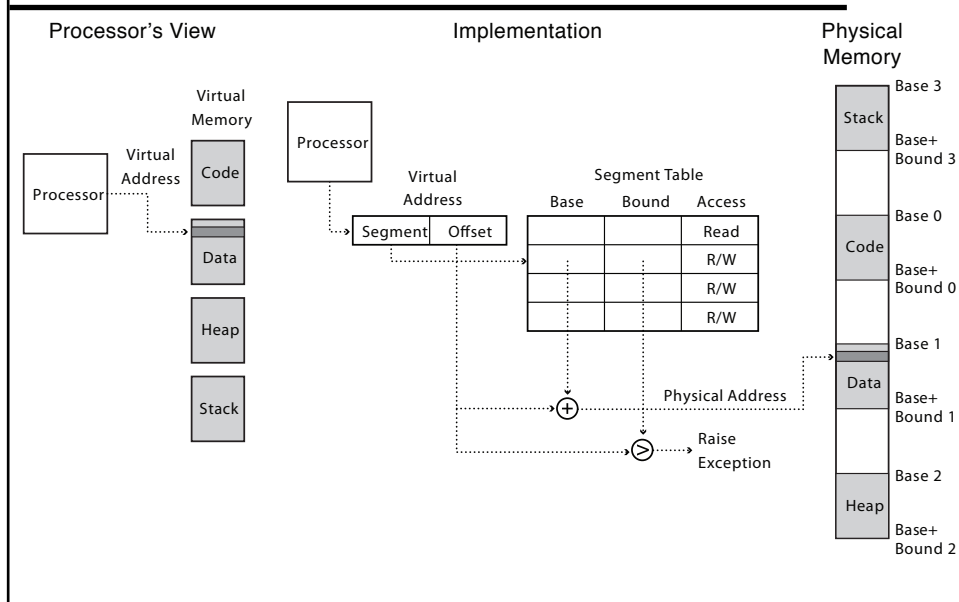 Processor's View
Implementation
Physical
Memory
Virtual
Memory
Processor
Virtual
Address
Code
Data
Heap
Stack
Processor
Virtual
Address
Segment Offset
Segment Table
Base Bound Access
Read
R/W
R/W
R/W
+
Physical Address
>
Raise
Exception
Base 3
Stack
Base+
Bound 3
Base 0
Code
Base+
Bound 0
Base 1
Data
Base+
Bound 1
Base 2
Heap
Base+
Bound 2